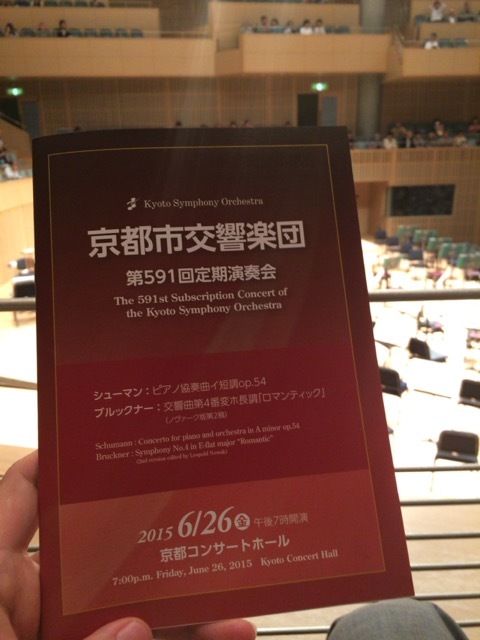 Kyoto Symphony Orchestra
京都市交響楽団
第591回定期演奏会
The 591st Subscription Concert of
the Kyoto Symphony Orchestra
シューマン：ピアノ協奏曲イ短調op.54
ブルックナー：交響曲第4番変ホ長調「ロマンティック」
(ノヴァーク版第2稿)
Schumann : Concerto for piano and orchestra in A minor op.54
Bruckner : Symphony No.4 in E-flat major "Romantic"
(2nd version edited by Leopold Nowak)
2015 6/26 金 午後7時開演
京都コンサートホール
7:00p.m. Friday, June 26, 2015 Kyoto Concert Hall